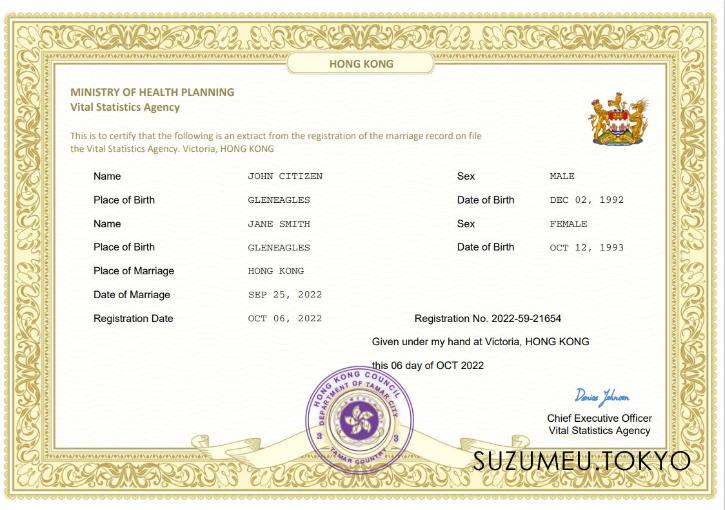 HONG KONG
MINISTRY OF HEALTH PLANNING
Vital Statistics Agency
This is to certify that the following is an extract from the registration of the marriage record on file
the Vital Statistics Agency. Victoria, HONG KONG
Name JOHN CITIZEN Sex MALE
Place of Birth GLENEAGLES Date of Birth DEC 02, 1992
Name JANE SMITH Sex FEMALE
Place of Birth GLENEAGLES Date of Birth OCT 12, 1993
Place of Marriage HONG KONG
Date of Marriage SEP 25, 2022
Registration Date OCT 06, 2022 Registration No. 2022-59-21654
Given under my hand at Victoria, HONG KONG
this 06 day of OCT 2022
HONG KONG COUNCIL
DEPARTMENT OF TAMAR CITY
3 3
TAMAR COUNTRY
Chief Executive Officer
Vital Statistics Agency
SUZUMEU.TOKYO